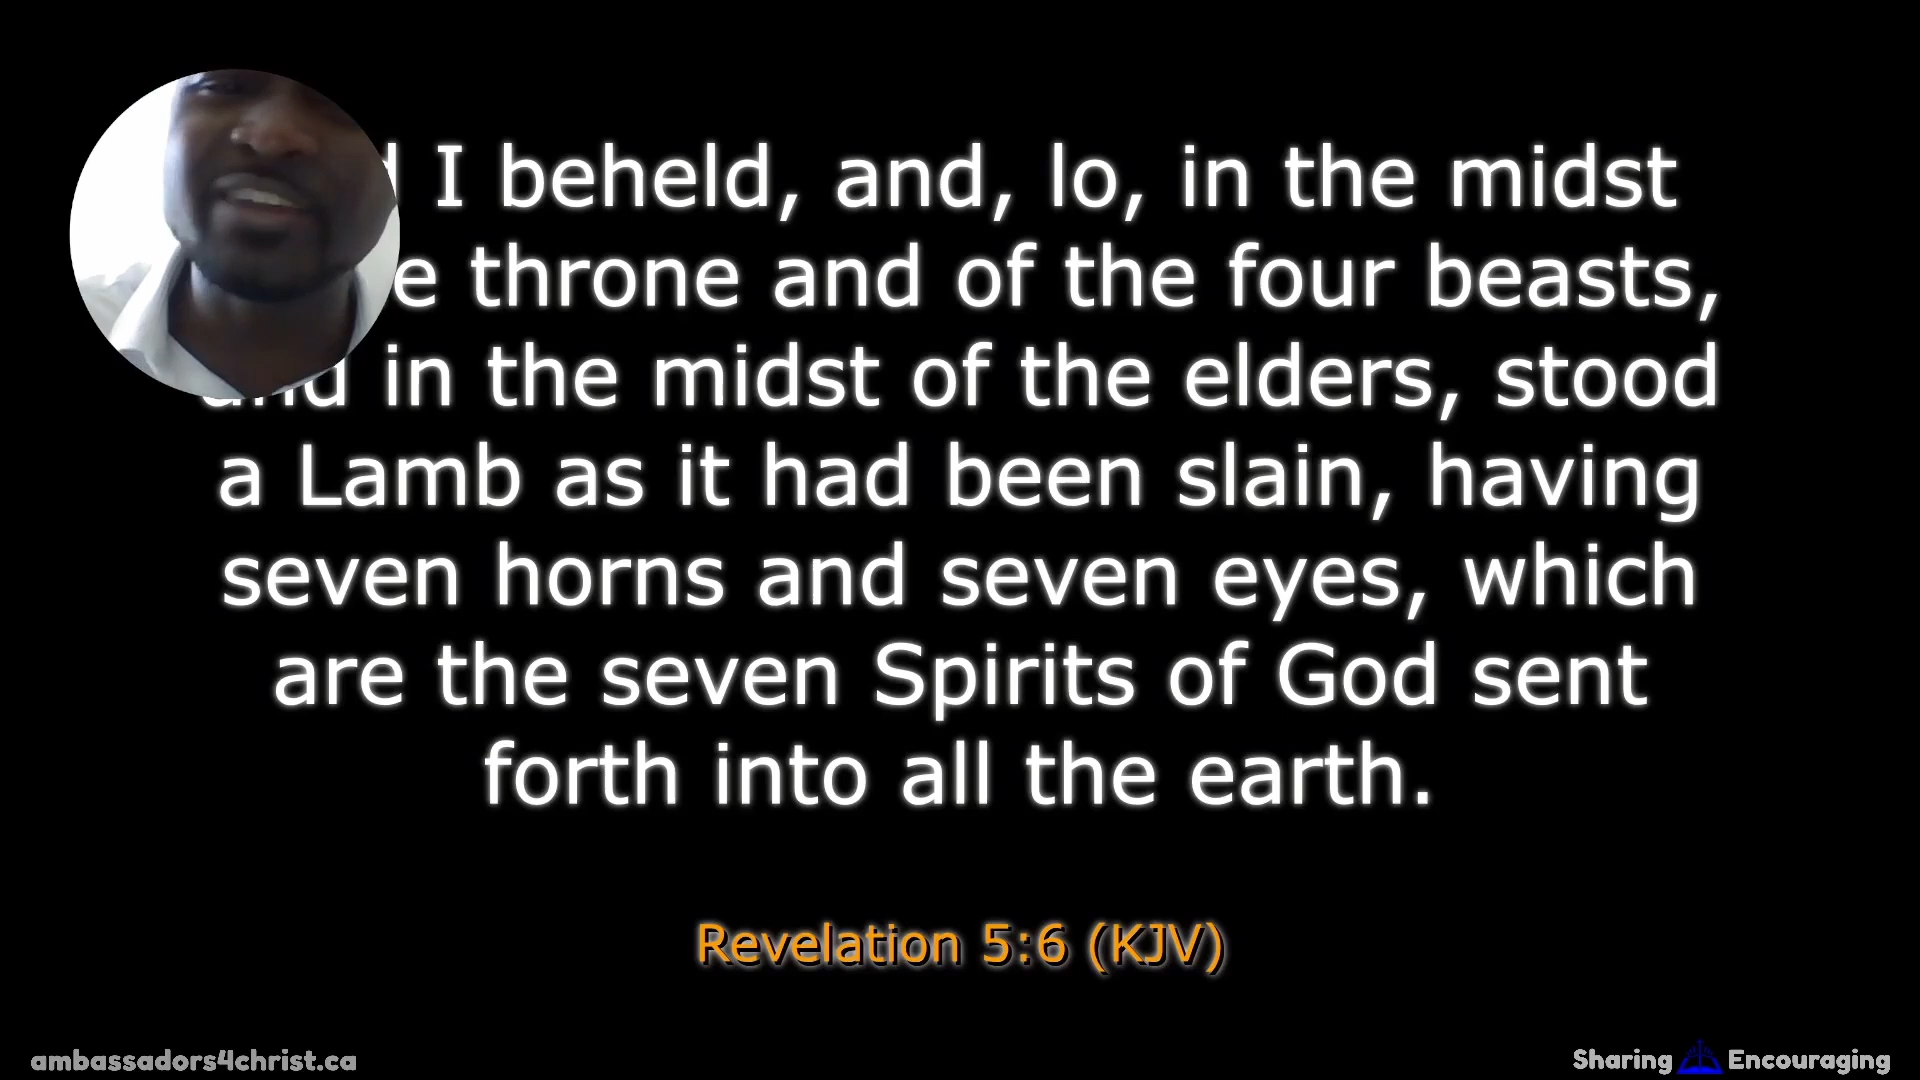 I beheld, and, lo, in the midst
throne and of the four beasts,
and in the midst of the elders, stood
a Lamb as it had been slain, having
seven horns and seven eyes, which
are the seven Spirits of God sent
forth into all the earth.
Revelation 5:6 (KJV)
ambassadors4christ.ca
Sharing Encouraging